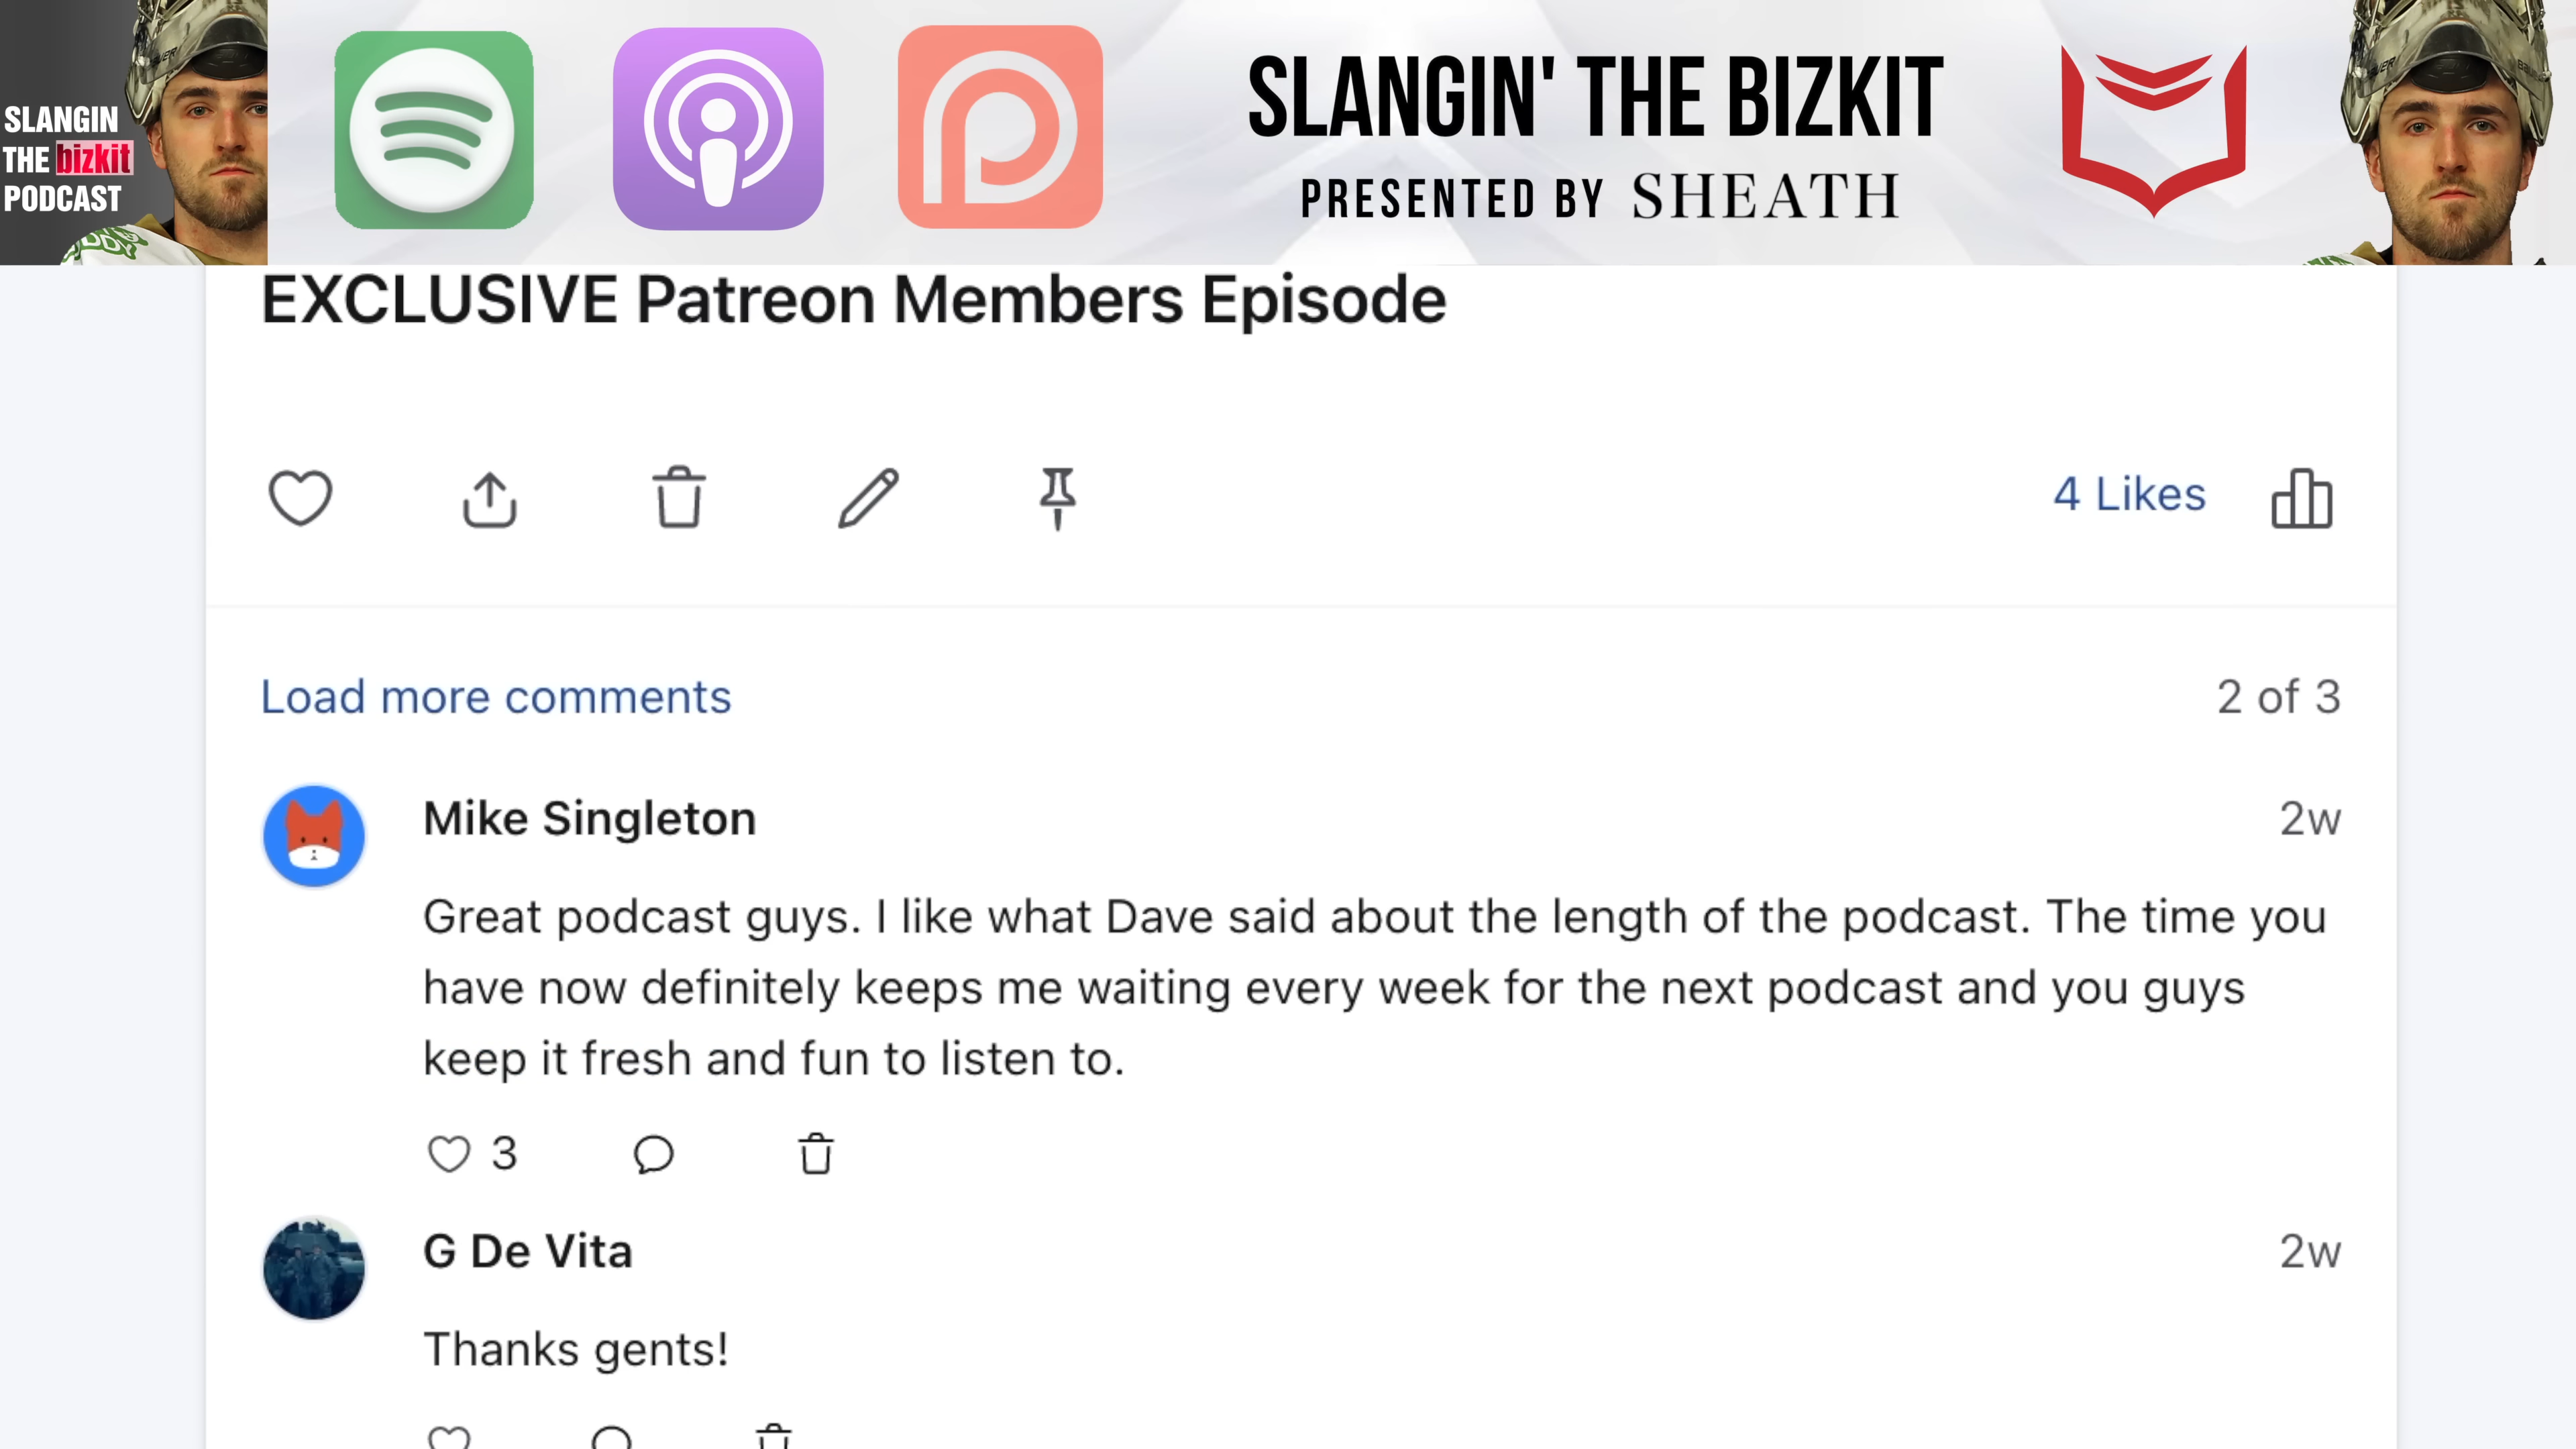 SLANGIN
THE bizkit
PODCAST
SLANGIN' THE BIZKIT
PRESENTED BY SHEATH
EXCLUSIVE Patreon Members Episode
4 Likes
Load more comments
2 of 3
Mike Singleton
2w
Great podcast guys. I like what Dave said about the length of the podcast. The time you
have now definitely keeps me waiting every week for the next podcast and you guys
keep it fresh and fun to listen to.
3
G De Vita
2w
Thanks gents!